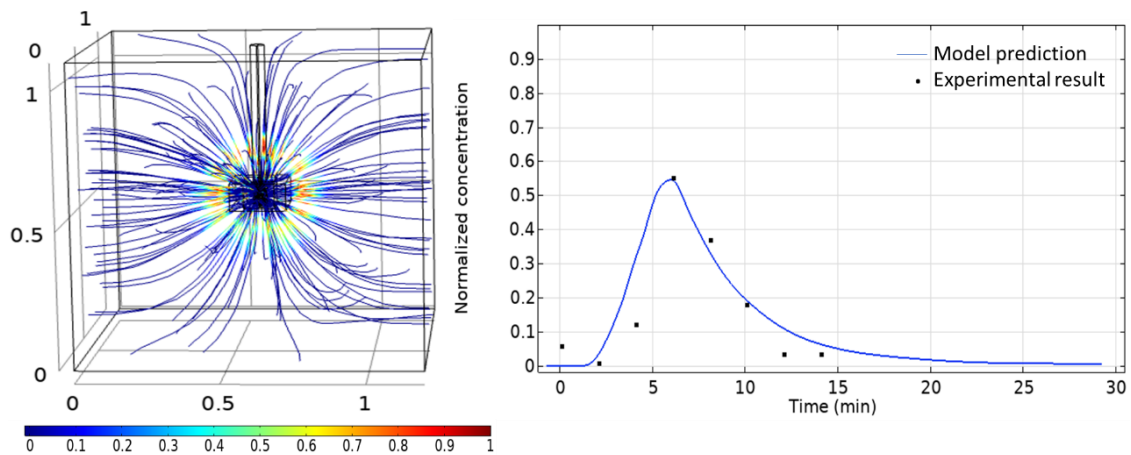 1
0
1
0.5
0
0 0.5 1
0 0.1 0.2 0.3 0.4 0.5 0.6 0.7 0.8 0.9 1
Normalized concentration
0.9
0.8
0.7
0.6
0.5
0.4
0.3
0.2
0.1
0
0 5 10 15 20 25 30
Time (min)
Model prediction
Experimental result